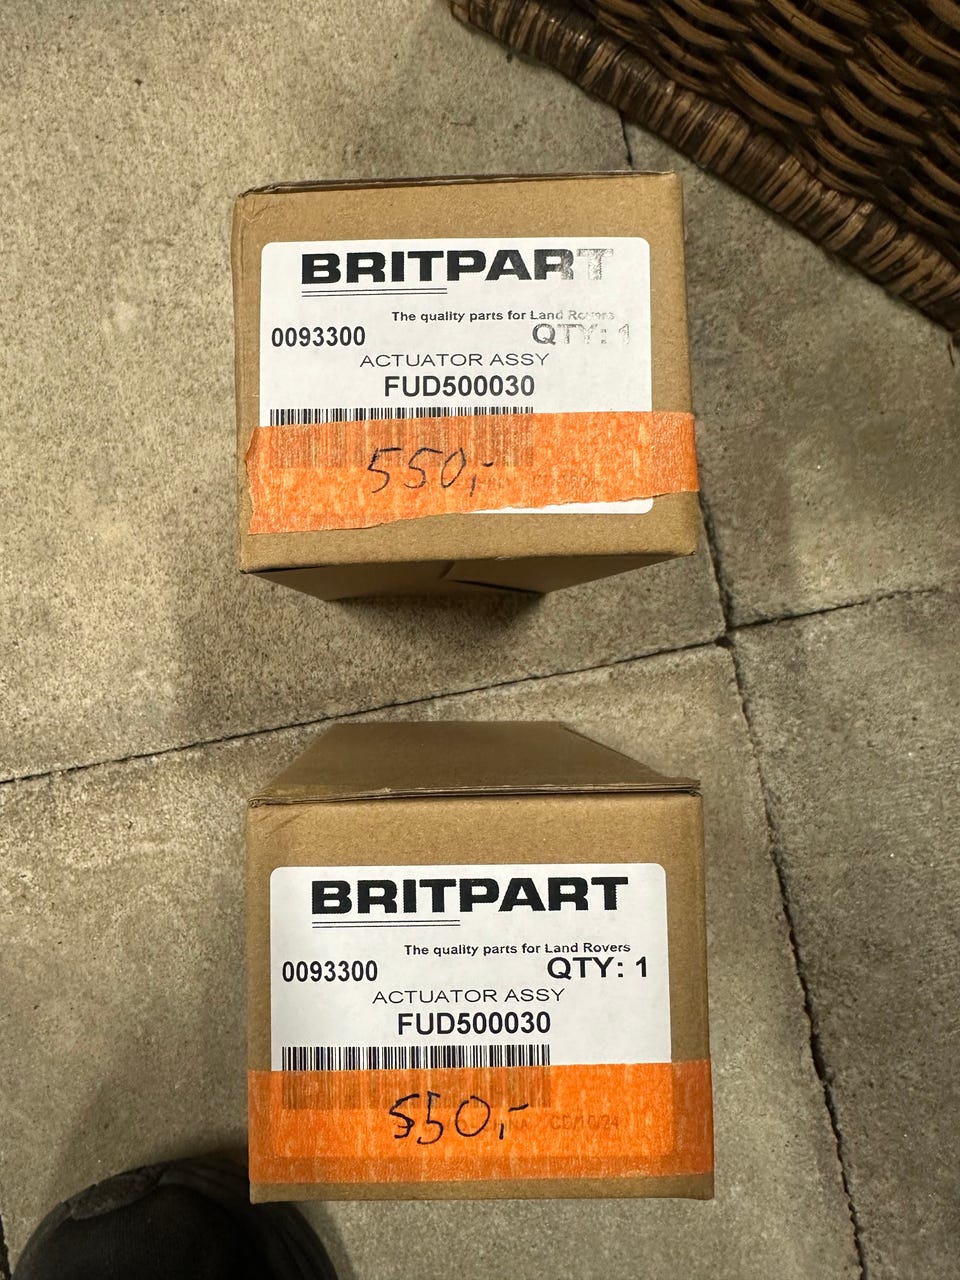 BRITPART
The quality parts for Land Rovers
0093300 QTY: 1
ACTUATOR ASSY
FUD500030
550,-
BRITPART
The quality parts for Land Rovers
0093300 QTY: 1
ACTUATOR ASSY
FUD500030
550,-